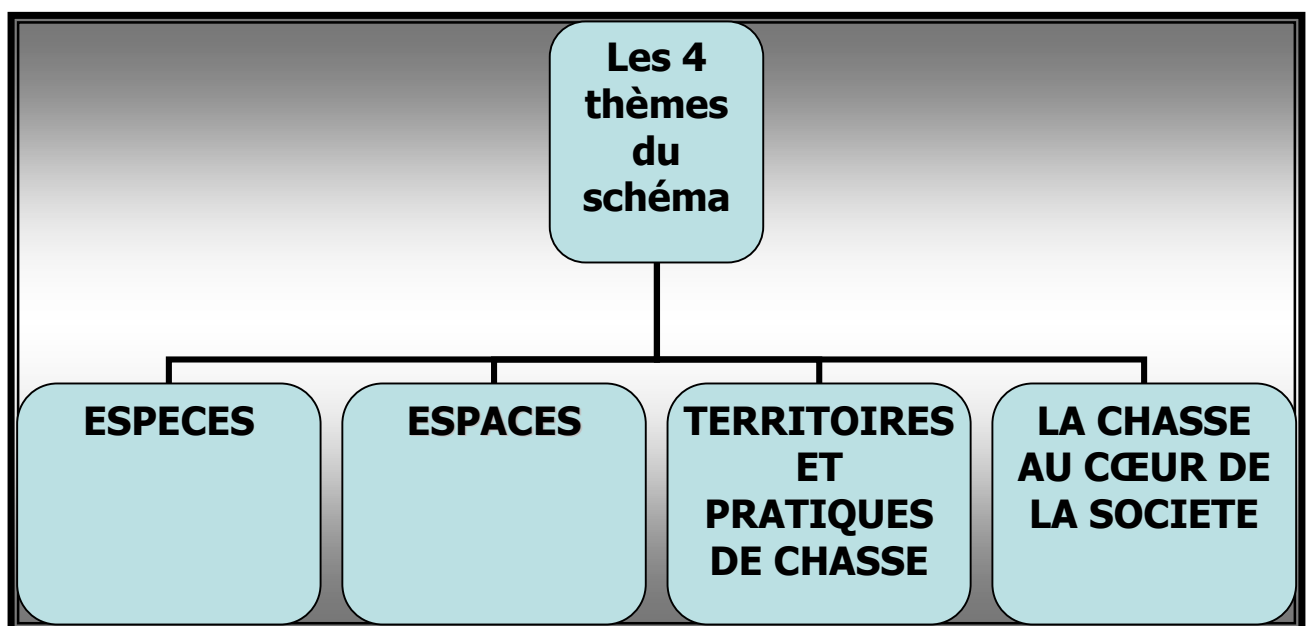 Les 4
thèmes
du
schéma
ESPECES
ESPACES
TERRITOIRES
ET
PRATIQUES
DE CHASSE
LA CHASSE
AU CŒUR DE
LA SOCIETE